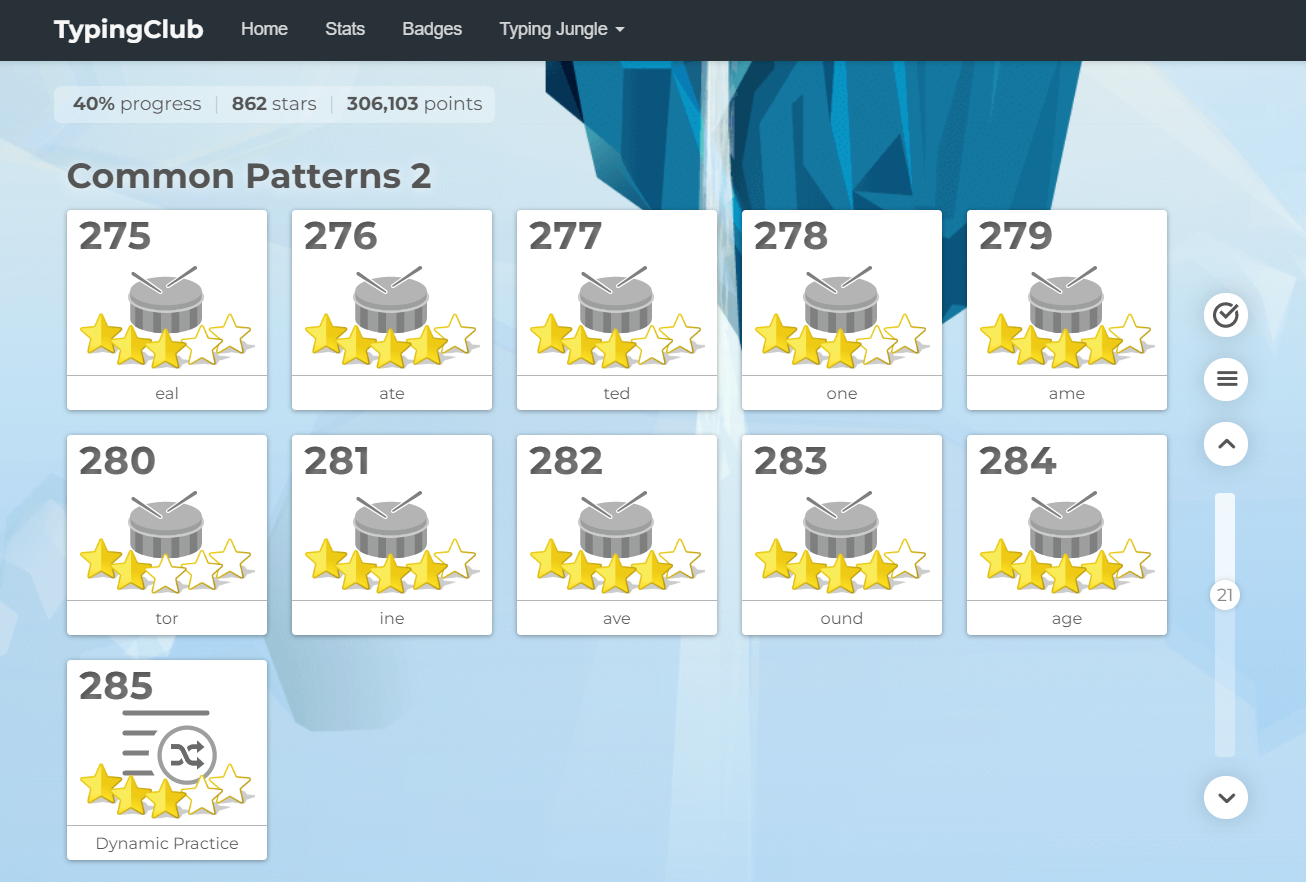 TypingClub Home Stats Badges Typing Jungle
40% progress 862 stars 306,103 points
Common Patterns 2
275 276 277 278 279
eal ate ted one ame
280 281 282 283 284
tor ine ave ound age
21
285
Dynamic Practice